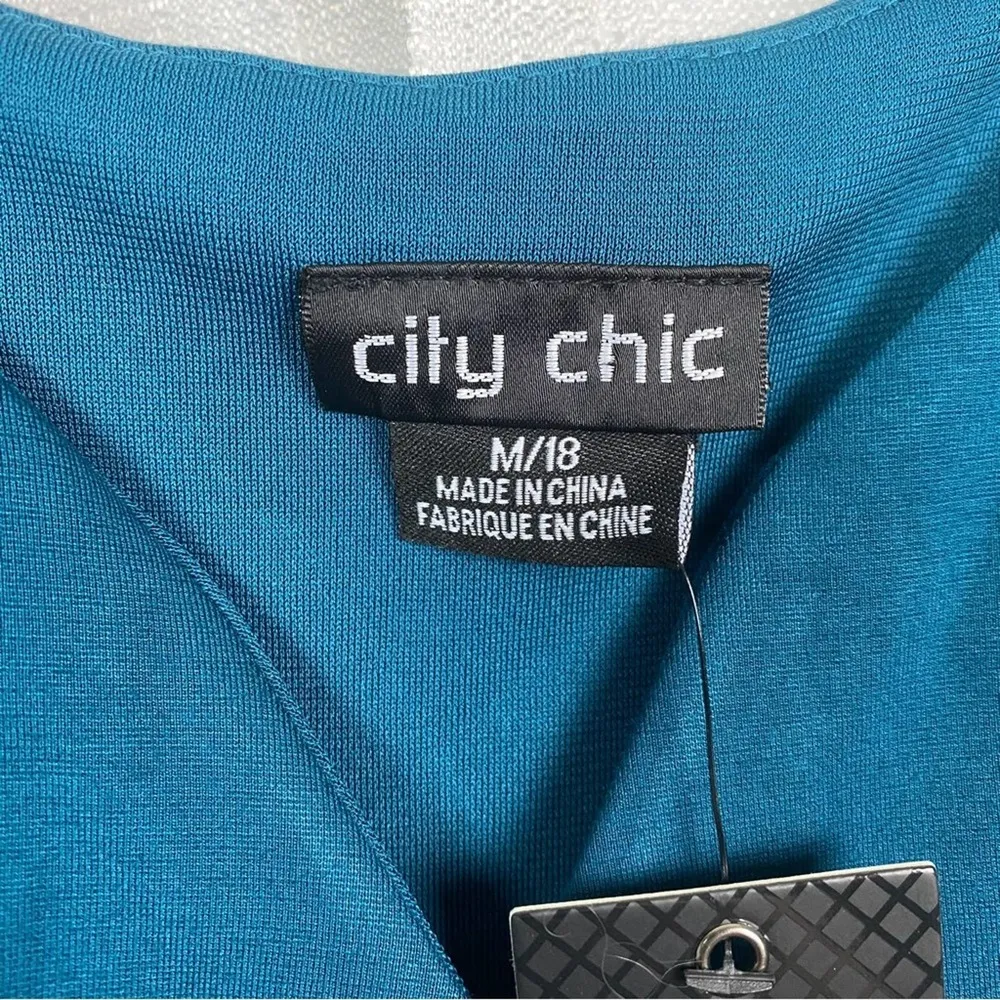 city chic
M/18
MADE IN CHINA
FABRIQUE EN CHINE